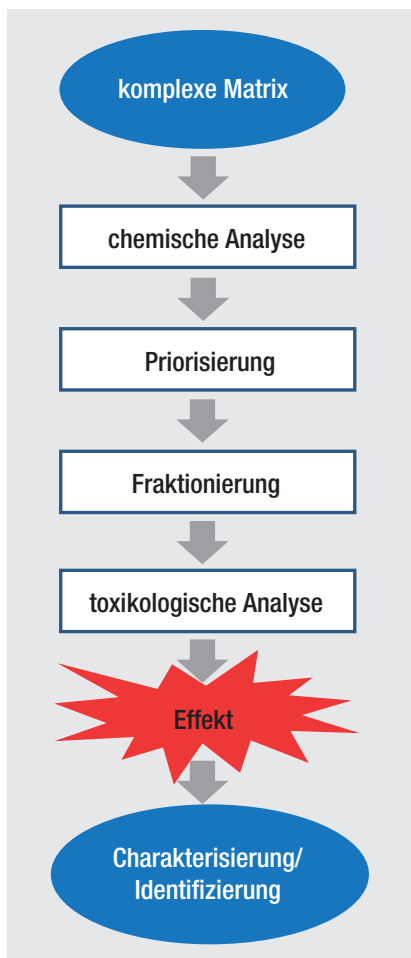 komplexe Matrix
chemische Analyse
Priorisierung
Fraktionierung
toxikologische Analyse
Effekt
Charakterisierung/
Identifizierung